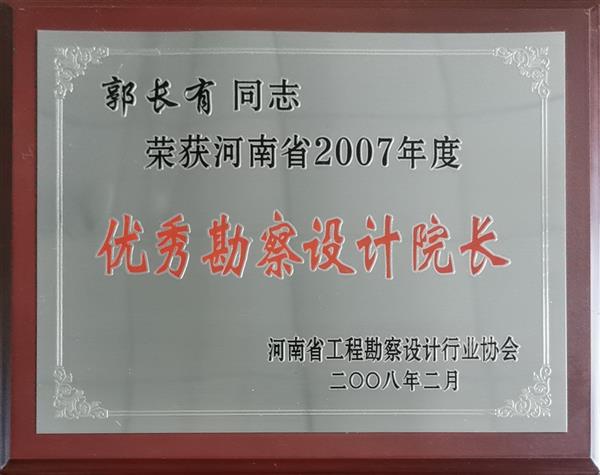 郭长有 同志
荣获河南省2007年度
优秀勘察设计院长
河南省工程勘察设计行业协会
二〇〇八年二月